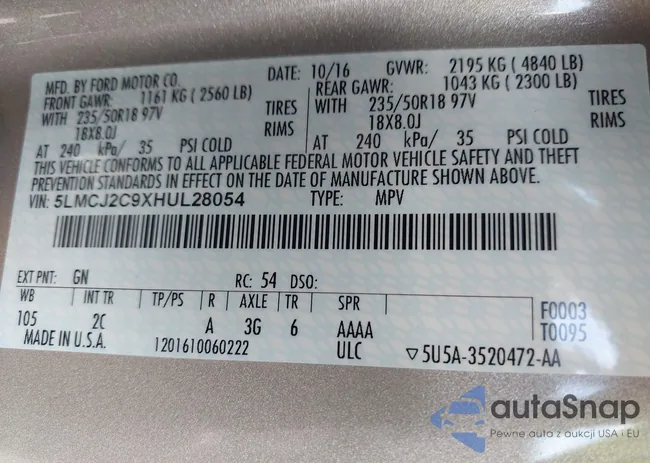 MFD. BY FORD MOTOR CO. DATE: 10/16 GVWR: 2195 KG ( 4840 LB)
FRONT GAWR: 1161 KG ( 2560 LB) REAR GAWR: 1043 KG ( 2300 LB)
WITH 235/50R18 97V TIRES WITH 235/50R18 97V TIRES
18X8.0J RIMS 18X8.0J RIMS
AT 240 kPa/ 35 PSI COLD AT 240 kPa/ 35 PSI COLD
THIS VEHICLE CONFORMS TO ALL APPLICABLE FEDERAL MOTOR VEHICLE SAFETY AND THEFT
PREVENTION STANDARDS IN EFFECT ON THE DATE OF MANUFACTURE SHOWN ABOVE.
VIN: 5LMCJ2C9XHUL28054 TYPE: MPV
EXT PNT: GN RC: 54 DSO:
WB INT TR TP/PS R AXLE TR SPR F0003
105 2C A 3G 6 AAAA T0095
MADE IN U.S.A. 1201610060222 ULC ▽5U5A-3520472-AA
autaSnap
Pewne auta z aukcji USA i EU